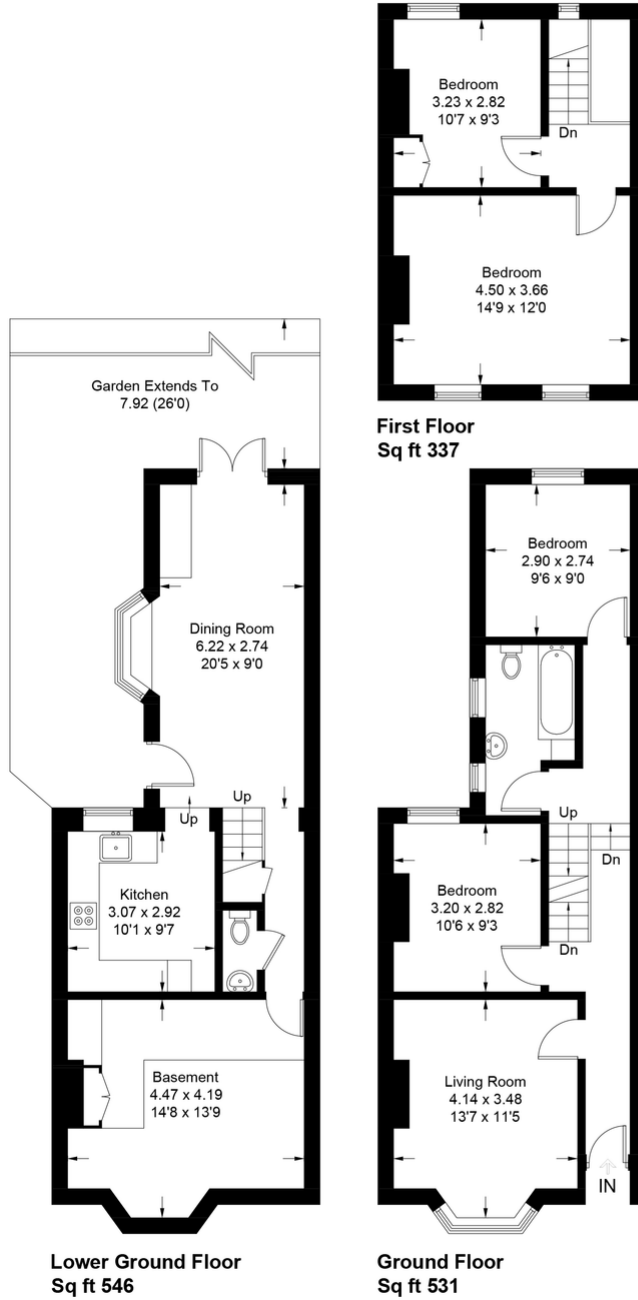 Bedroom
3.23 x 2.82
10'7 x 9'3
Dn
Bedroom
4.50 x 3.66
14'9 x 12'0
First Floor
Sq ft 337
Garden Extends To
7.92 (26'0)
Dining Room
6.22 x 2.74
20'5 x 9'0
Up
Up
Kitchen
3.07 x 2.92
10'1 x 9'7
Basement
4.47 x 4.19
14'8 x 13'9
Lower Ground Floor
Sq ft 546
Bedroom
2.90 x 2.74
9'6 x 9'0
Up
Dn
Bedroom
3.20 x 2.82
10'6 x 9'3
Dn
Living Room
4.14 x 3.48
13'7 x 11'5
IN
Ground Floor
Sq ft 531